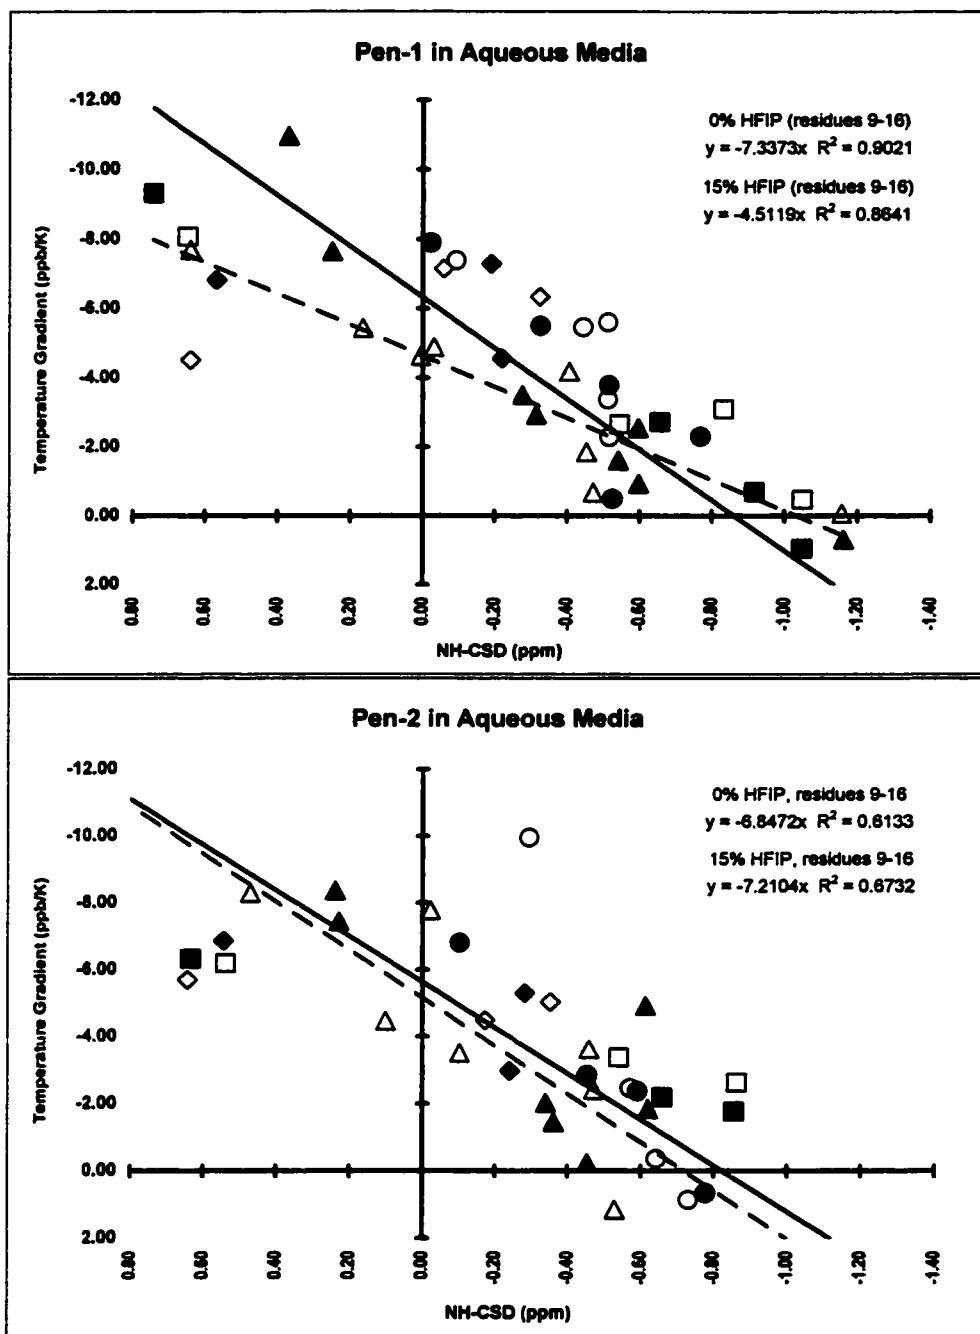 Pen-1 in Aqueous Media
-12.00
-10.00
-8.00
-6.00
-4.00
-2.00
0.00
2.00
Temperature Gradient (ppb/K)
0% HFIP (residues 9-16)
y = -7.3373x R² = 0.9021
15% HFIP (residues 9-16)
y = -4.5119x R² = 0.8641
0.80 0.60 0.40 0.20 0.00 -0.20 -0.40 -0.60 -0.80 -1.00 -1.20 -1.40
NH-CSD (ppm)
Pen-2 in Aqueous Media
-12.00
-10.00
-8.00
-6.00
-4.00
-2.00
0.00
2.00
Temperature Gradient (ppb/K)
0% HFIP, residues 9-16
y = -6.8472x R² = 0.6133
15% HFIP, residues 9-16
y = -7.2104x R² = 0.6732
0.80 0.60 0.40 0.20 0.00 -0.20 -0.40 -0.60 -0.80 -1.00 -1.20 -1.40
NH-CSD (ppm)